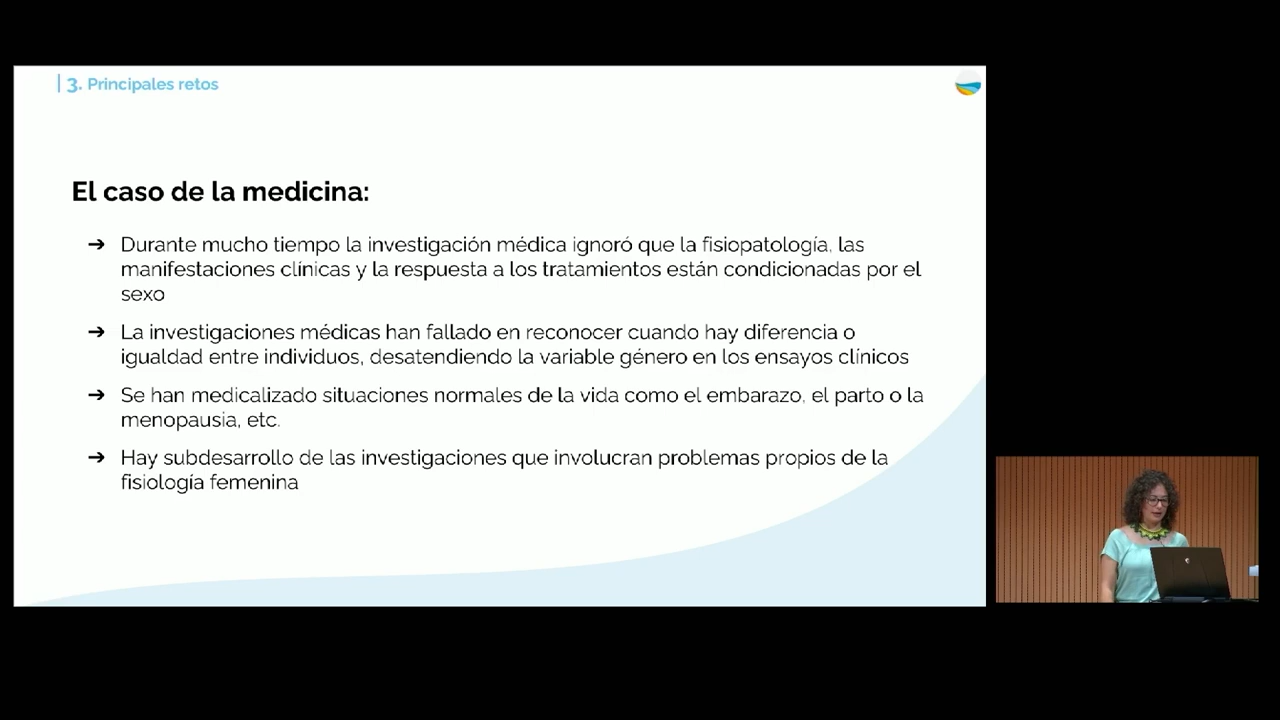 3. Principales retos
El caso de la medicina:
➔ Durante mucho tiempo la investigación médica ignoró que la fisiopatología, las
manifestaciones clínicas y la respuesta a los tratamientos están condicionadas por el
sexo
➔ La investigaciones médicas han fallado en reconocer cuando hay diferencia o
igualdad entre individuos, desatendiendo la variable género en los ensayos clínicos
➔ Se han medicalizado situaciones normales de la vida como el embarazo, el parto o la
menopausia, etc.
➔ Hay subdesarrollo de las investigaciones que involucran problemas propios de la
fisiología femenina